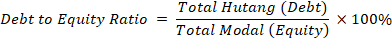 Debt to Equity Ratio = Total Hutang (Debt) / Total Modal (Equity) × 100%